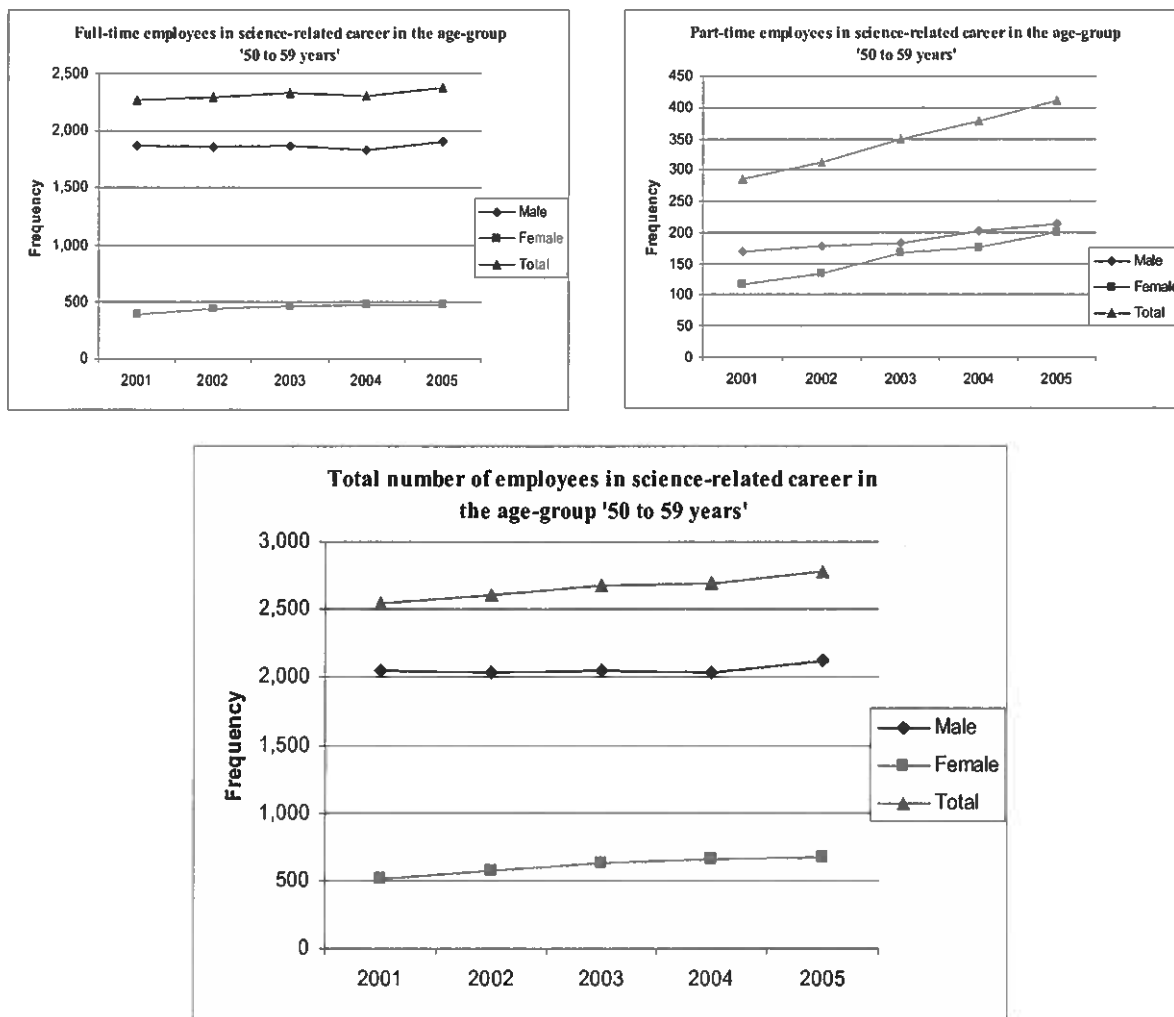 Full-time employees in science-related career in the age-group
'50 to 59 years'
2,500
2,000
1,500
1,000
500
0
Frequency
2001 2002 2003 2004 2005
Male
Female
Total
Part-time employees in science-related career in the age-group
'50 to 59 years'
450
400
350
300
250
200
150
100
50
0
Frequency
2001 2002 2003 2004 2005
Male
Female
Total
Total number of employees in science-related career in
the age-group '50 to 59 years'
3,000
2,500
2,000
1,500
1,000
500
0
Frequency
2001 2002 2003 2004 2005
Male
Female
Total